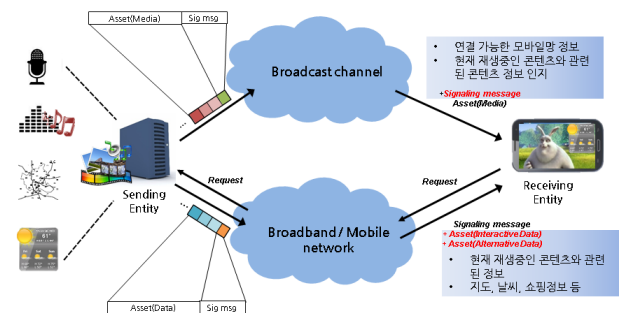 Asset(Media) Sig msg
Broadcast channel
• 연결 가능한 모바일망 정보
• 현재 재생중인 콘텐츠와 관련
된 콘텐츠 정보 인지
+Signaling message
Asset(Media)
...
Sending
Entity
Request
Request
Receiving
Entity
Broadband / Mobile
network
...
Signaling message
+ Asset(Interactive Data)
+ Asset(Alternative Data)
• 현재 재생중인 콘텐츠와 관련
된 정보
• 지도, 날씨, 쇼핑정보 등
Asset(Data) Sig msg